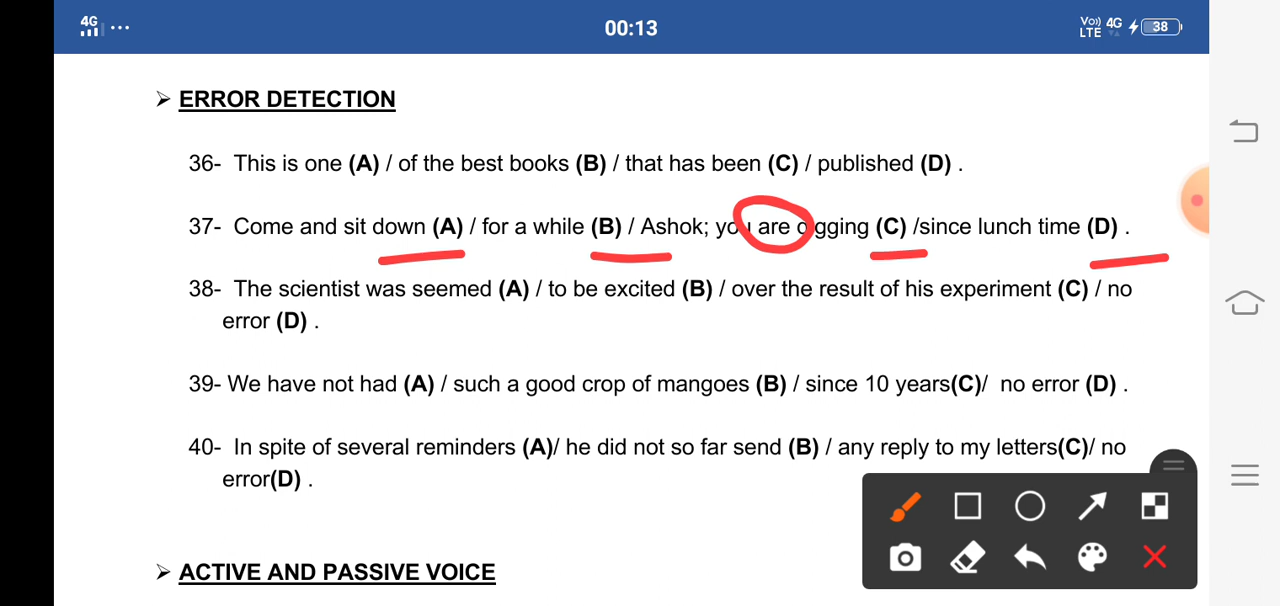 4G ... 00:13 Vo)) LTE 4G 38
➢ ERROR DETECTION
36- This is one (A) / of the best books (B) / that has been (C) / published (D) .
37- Come and sit down (A) / for a while (B) / Ashok; you are digging (C) /since lunch time (D) .
38- The scientist was seemed (A) / to be excited (B) / over the result of his experiment (C) / no
error (D) .
39- We have not had (A) / such a good crop of mangoes (B) / since 10 years(C)/ no error (D) .
40- In spite of several reminders (A)/ he did not so far send (B) / any reply to my letters(C)/ no
error(D) .
➢ ACTIVE AND PASSIVE VOICE